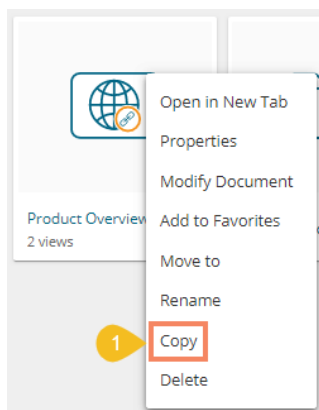 Open in New Tab
Properties
Modify Document
Product Overview
Add to Favorites
2 views
Move to
Rename
1
Copy
Delete